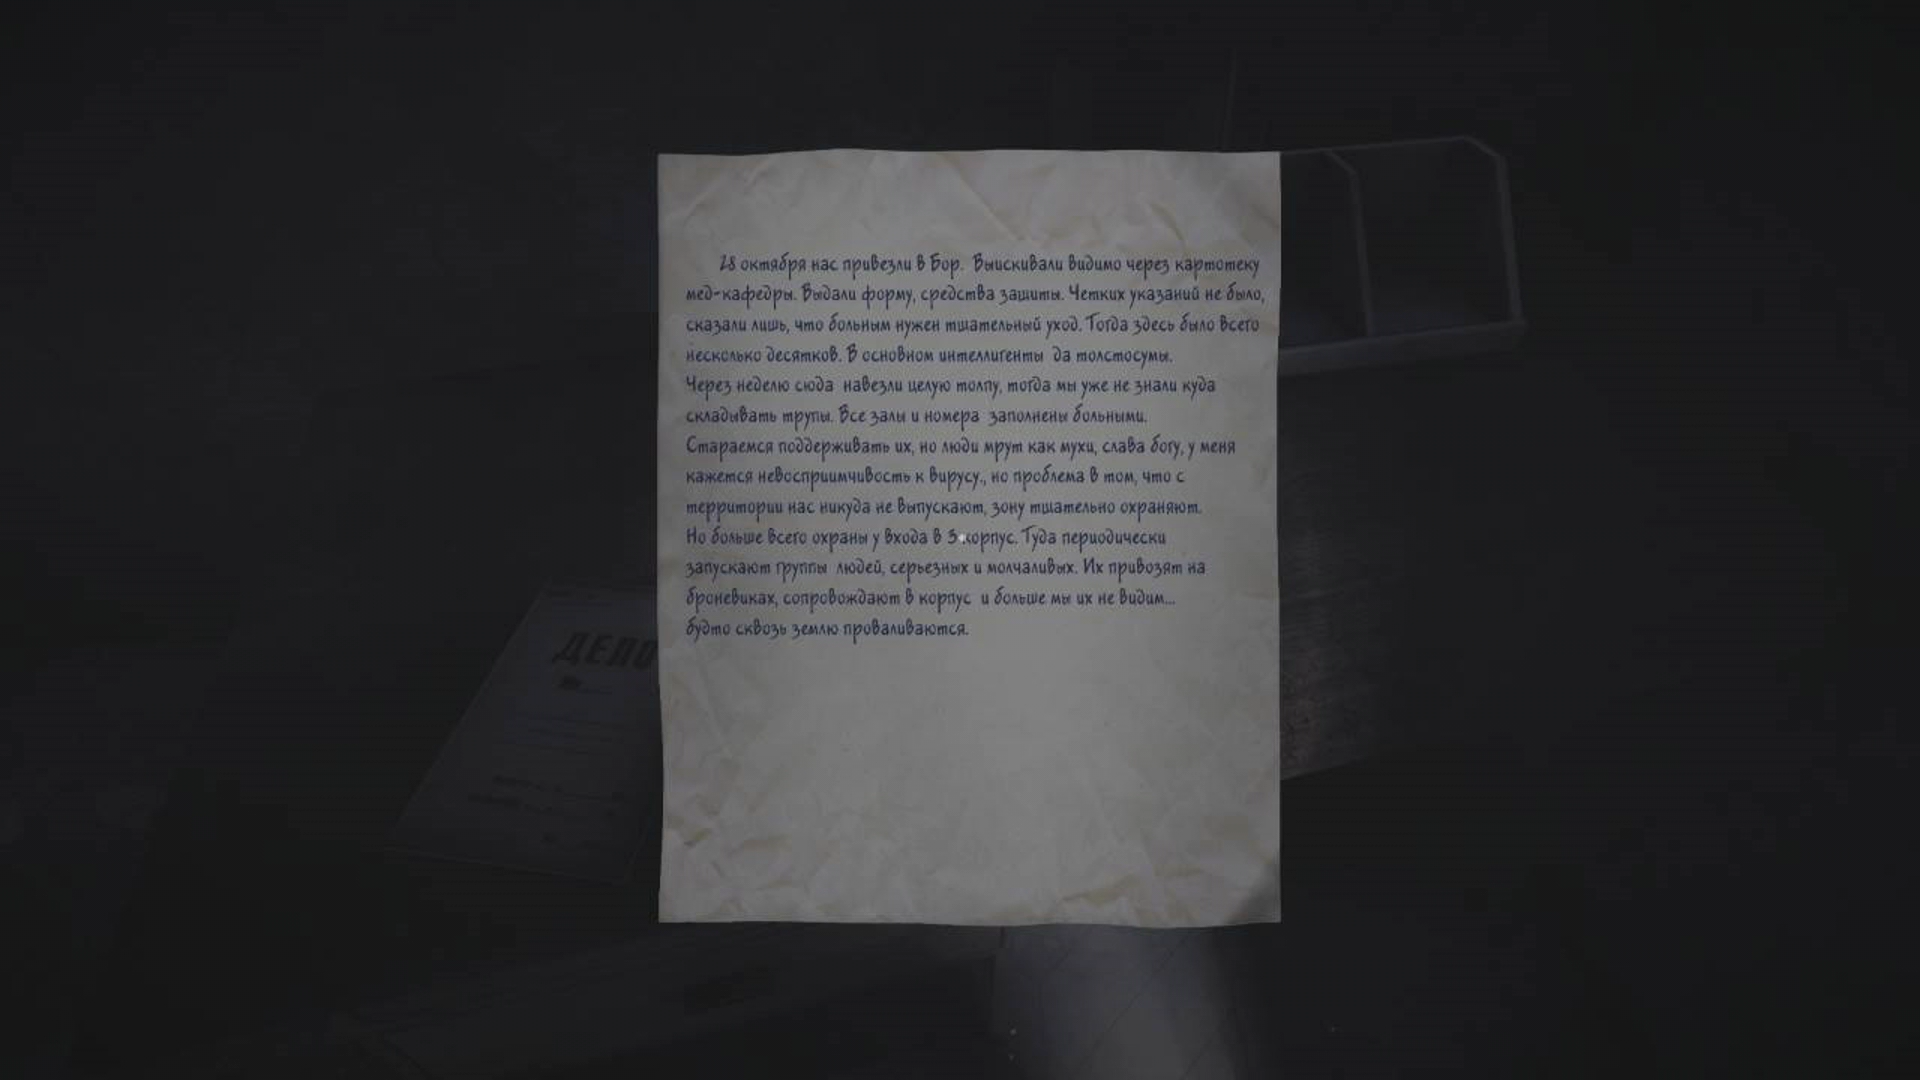 28 октября нас привезли в Бор. Выискивали видимо через картотеку
мед-кафедры. Выдали форму, средства зашиты. Четких указаний не было,
сказали лишь, что больным нужен тшательный уход. Тогда здесь было всего
несколько десятков. В основном интеллигенты да толстосумы.
Через неделю сюда навезли целую толпу, тогда мы уже не знали куда
складывать трупы. Все залы и номера заполнены больными.
Стараемся поддерживать их, но люди мрут как мухи, слава богу, у меня
кажется невосприимчивость к вирусу., но проблема в том, что с
территории нас никуда не выпускают, зону тшательно охраняют.
Но больше всего охраны у входа в 3 корпус. Туда периодически
запускают группы людей, серьезных и молчаливых. Их привозят на
броневиках, сопровождают в корпус и больше мы их не видим...
будто сквозь землю проваливаются.
ДЕЛО